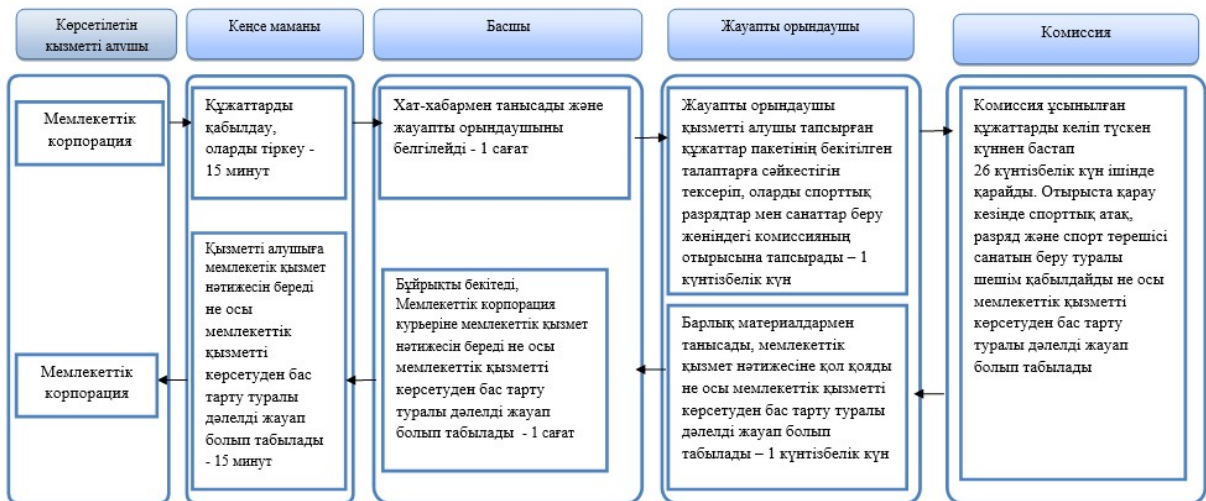 Көрсетілетін
қызметті алушы
Кеңсе маманы
Басшы
Жауапты орындаушы
Комиссия
Мемлекеттік
корпорация
Құжаттарды
қабылдау,
оларды тіркеу -
15 минут
Хат-хабармен танысады және
жауапты орындаушыны
белгілейді - 1 сағат
Жауапты орындаушы
қызметті алушы тапсырған
құжаттар пакетінің бекітілген
талаптарға сәйкестігін
тексеріп, оларды спорттық
разрядтар мен санаттар беру
жөніндегі комиссияның
отырысына тапсырады – 1
күнтізбелік күн
Комиссия ұсынылған
құжаттарды келіп түскен
күннен бастап
26 күнтізбелік күн ішінде
қарайды. Отырыста қарау
кезінде спорттық атақ,
разряд және спорт төрешісі
санатын беру туралы
шешім қабылдайды не осы
мемлекеттік қызметті
көрсетуден бас тарту
туралы дәлелді жауап
болып табылады
Мемлекеттік
корпорация
Қызметті алушыға
мемлекетік қызмет
нәтижесін береді
не осы
мемлекеттік
қызметті
көрсетуден бас
тарту туралы
дәлелді жауап
болып табылады
- 15 минут
Бұйрықты бекітеді,
Мемлекеттік корпорация
курьеріне мемлекеттік қызмет
нәтижесін береді не осы
мемлекеттік қызметті
көрсетуден бас тарту
туралы дәлелді жауап
болып табылады - 1 сағат
Барлық материалдармен
танысады, мемлекеттік
қызмет нәтижесіне қол қояды
не осы мемлекеттік қызметті
көрсетуден бас тарту туралы
дәлелді жауап болып
табылады – 1 күнтізбелік күн